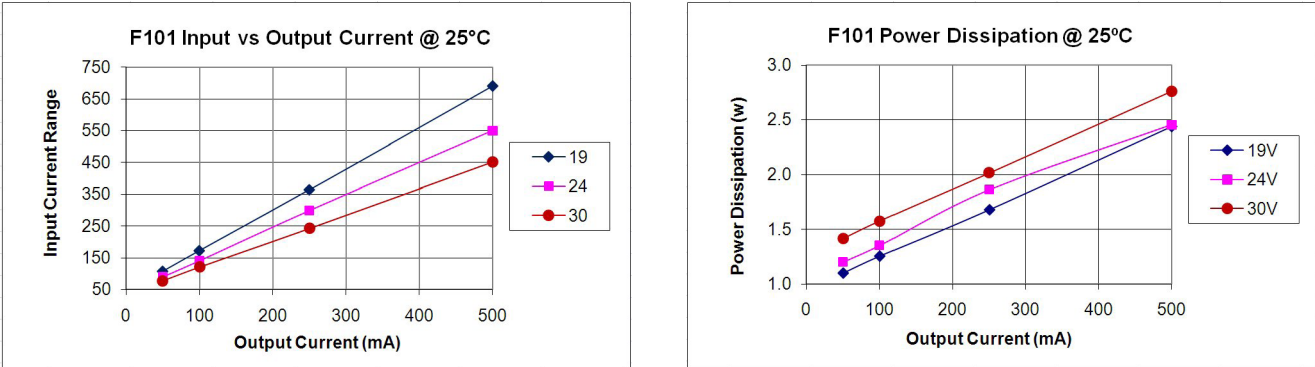 F101 Input vs Output Current @ 25°C
Input Current Range
750
650
550
450
350
250
150
50
0 100 200 300 400 500
Output Current (mA)
19
24
30
F101 Power Dissipation @ 25ºC
Power Dissipation (w)
3.0
2.5
2.0
1.5
1.0
0 100 200 300 400 500
Output Current (mA)
19V
24V
30V